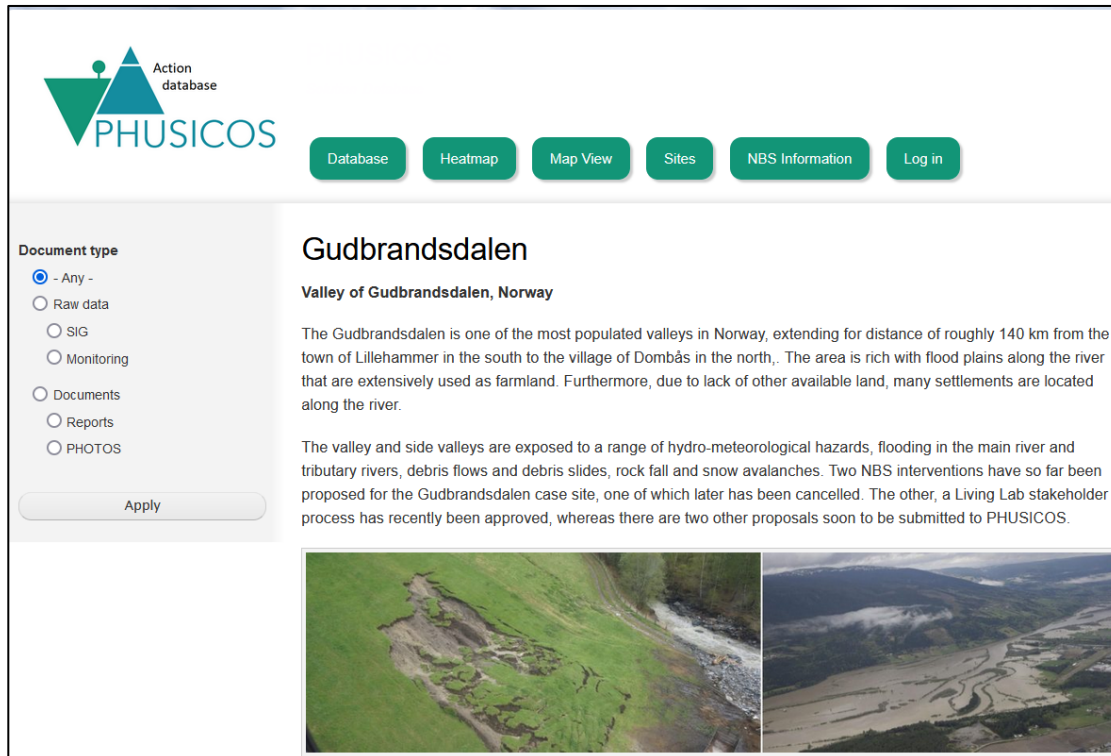 Action
database
PHUSICOS
Database
Heatmap
Map View
Sites
NBS Information
Log in
Document type
- Any -
Raw data
SIG
Monitoring
Documents
Reports
PHOTOS
Apply
Gudbrandsdalen
Valley of Gudbrandsdalen, Norway
The Gudbrandsdalen is one of the most populated valleys in Norway, extending for distance of roughly 140 km from the
town of Lillehammer in the south to the village of Dombås in the north,. The area is rich with flood plains along the river
that are extensively used as farmland. Furthermore, due to lack of other available land, many settlements are located
along the river.
The valley and side valleys are exposed to a range of hydro-meteorological hazards, flooding in the main river and
tributary rivers, debris flows and debris slides, rock fall and snow avalanches. Two NBS interventions have so far been
proposed for the Gudbrandsdalen case site, one of which later has been cancelled. The other, a Living Lab stakeholder
process has recently been approved, whereas there are two other proposals soon to be submitted to PHUSICOS.